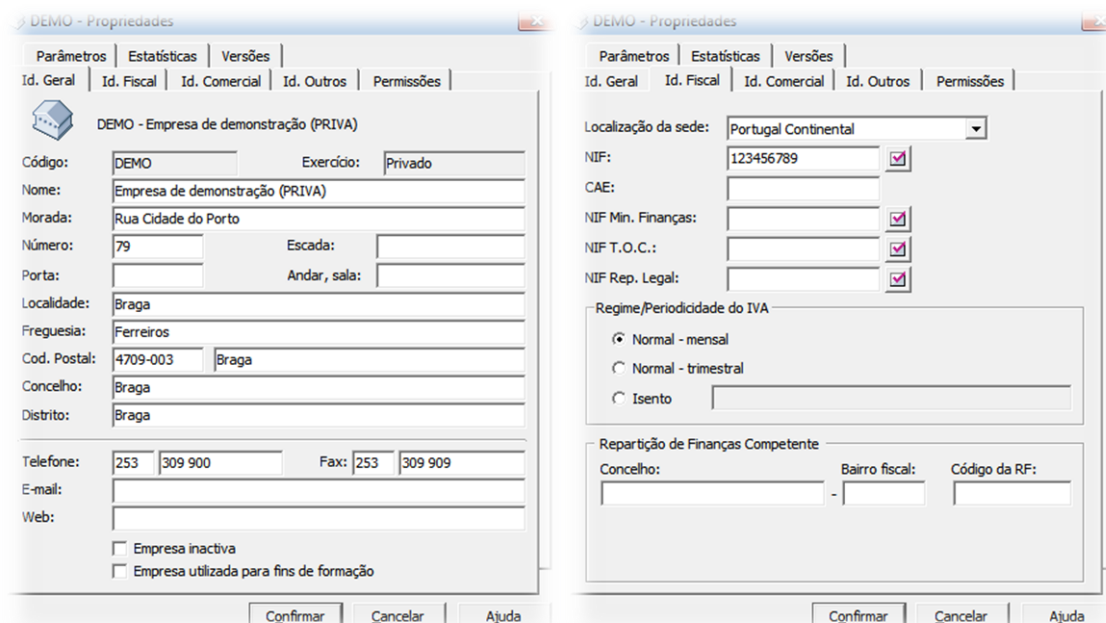 DEMO - Propriedades
Parâmetros Estatísticas Versões
Id. Geral Id. Fiscal Id. Comercial Id. Outros Permissões
DEMO - Empresa de demonstração (PRIVA)
Código: DEMO Exercício: Privado
Nome: Empresa de demonstração (PRIVA)
Morada: Rua Cidade do Porto
Número: 79 Escada:
Porta: Andar, sala:
Localidade: Braga
Freguesia: Ferreiros
Cod. Postal: 4709-003 Braga
Concelho: Braga
Distrito: Braga
Telefone: 253 309 900 Fax: 253 309 909
E-mail:
Web:
Empresa inactiva
Empresa utilizada para fins de formação
Confirmar Cancelar Ajuda
DEMO - Propriedades
Parâmetros Estatísticas Versões
Id. Geral Id. Fiscal Id. Comercial Id. Outros Permissões
Localização da sede: Portugal Continental
NIF: 123456789
CAE:
NIF Min. Finanças:
NIF T.O.C.:
NIF Rep. Legal:
Regime/Periodicidade do IVA
Normal - mensal
Normal - trimestral
Isento
Repartição de Finanças Competente
Concelho: Bairro fiscal: Código da RF:
-
Confirmar Cancelar Ajuda